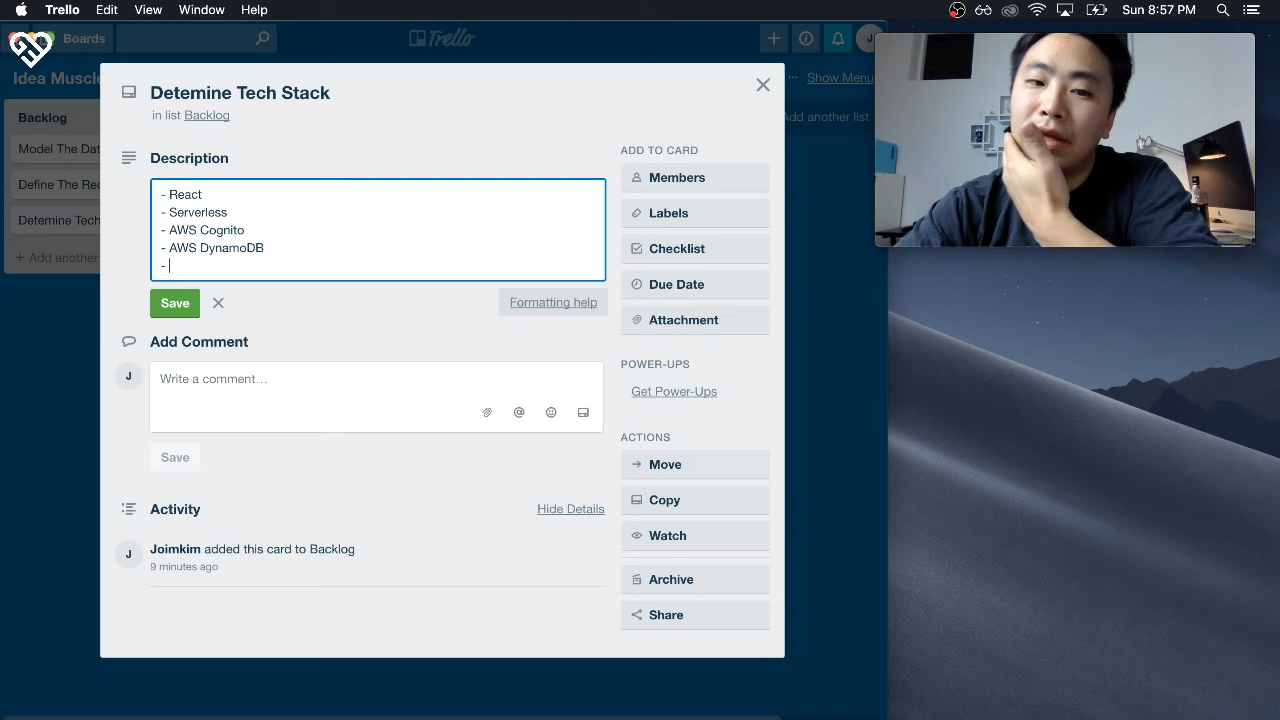 Trello Edit View Window Help Sun 8:57 PM
Boards Trello J
Idea Muscle ... Show Menu
Backlog
Add another list
Model The Dat
Define The Rec
Detemine Tech
+ Add another
Detemine Tech Stack
in list Backlog
Description
- React
- Serverless
- AWS Cognito
- AWS DynamoDB
-
Save
Formatting help
Add Comment
J
Write a comment…
@
Save
Activity
Hide Details
J
Joimkim added this card to Backlog
9 minutes ago
ADD TO CARD
Members
Labels
Checklist
Due Date
Attachment
POWER-UPS
Get Power-Ups
ACTIONS
Move
Copy
Watch
Archive
Share